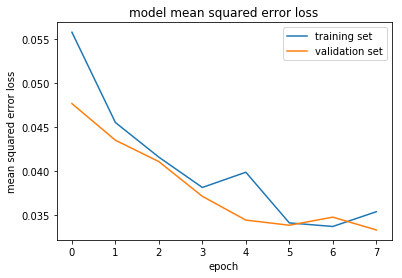 model mean squared error loss
training set
validation set
mean squared error loss
0.055
0.050
0.045
0.040
0.035
0 1 2 3 4 5 6 7
epoch